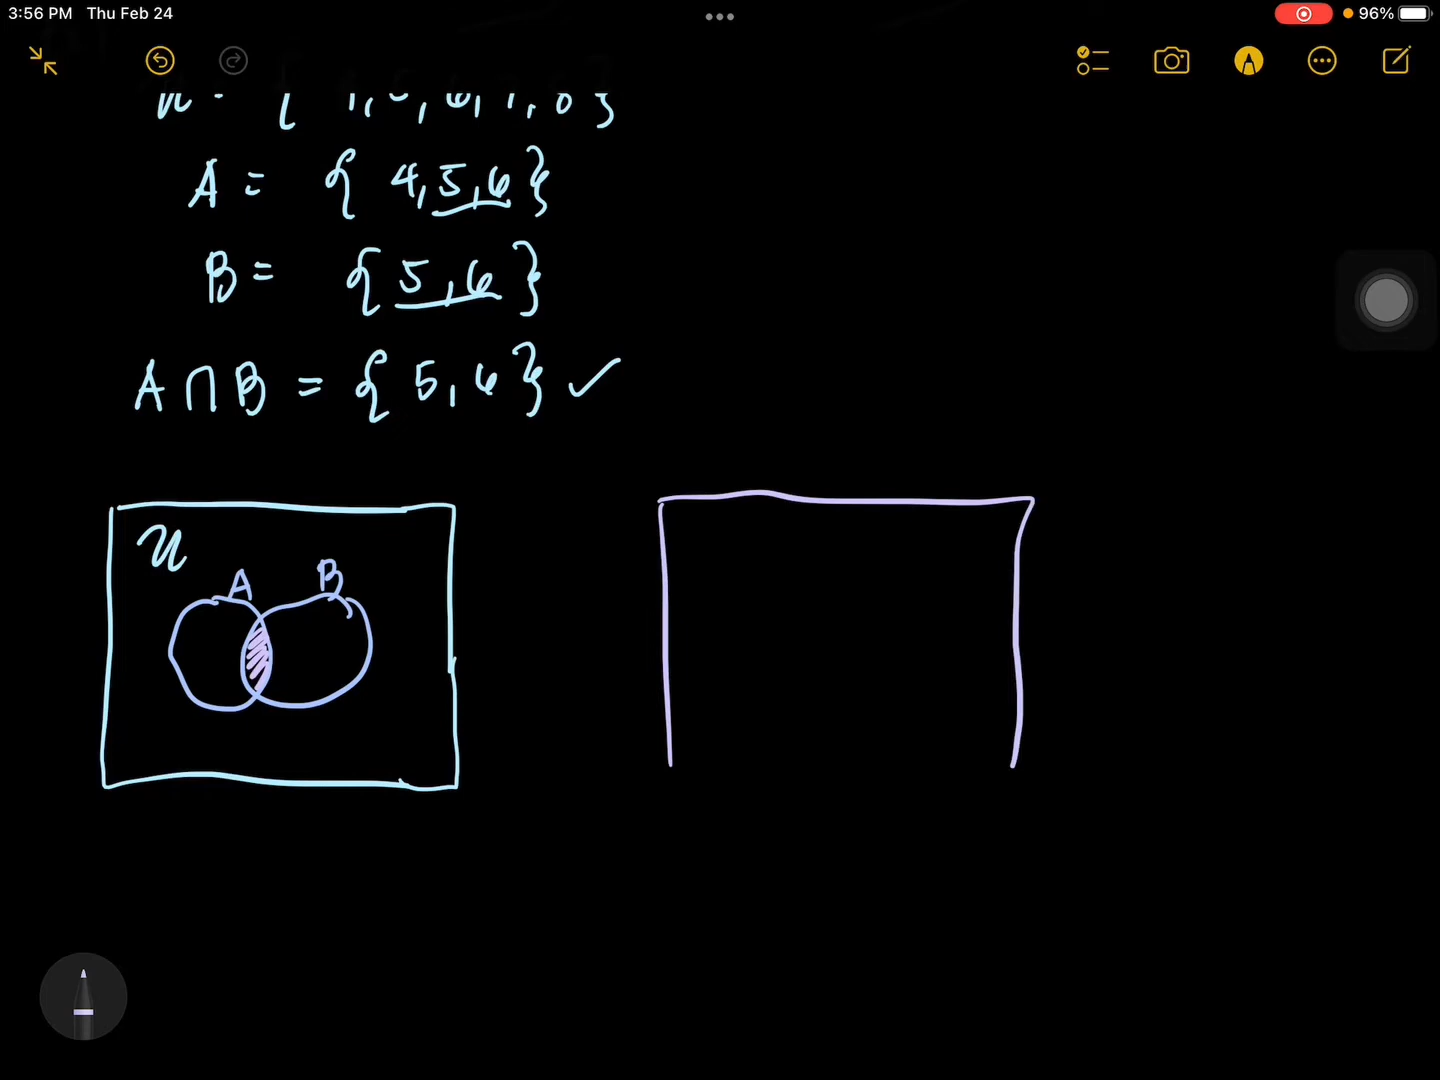 3:56 PM Thu Feb 24
96%
A = { 4, 5, 6 }
B = { 5, 6 }
A ∩ B = { 5, 6 } ✓
U
A B